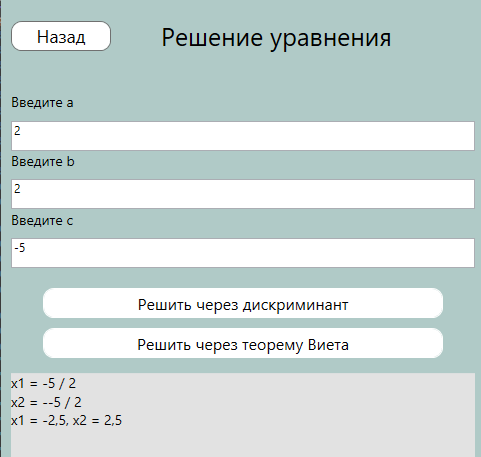 Назад
Решение уравнения
Введите a
2
Введите b
2
Введите c
-5
Решить через дискриминант
Решить через теорему Виета
x1 = -5 / 2
x2 = --5 / 2
x1 = -2,5, x2 = 2,5